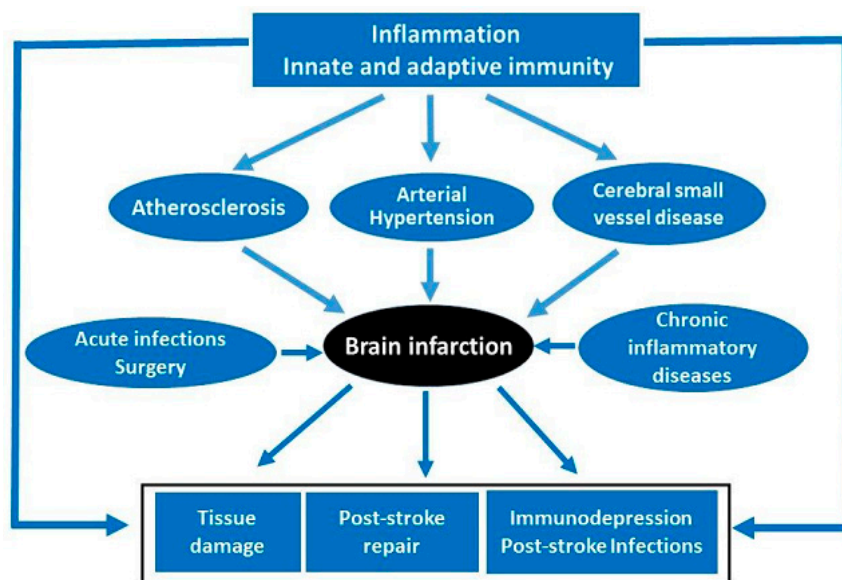 Inflammation
Innate and adaptive immunity
Atherosclerosis
Arterial
Hypertension
Cerebral small
vessel disease
Acute infections
Surgery
Brain infarction
Chronic
inflammatory
diseases
Tissue
damage
Post-stroke
repair
Immunodepression
Post-stroke Infections